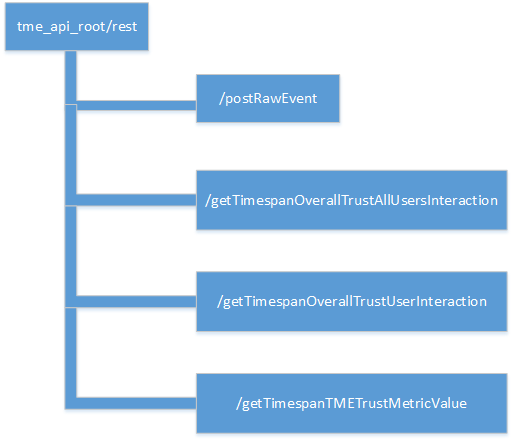 tme_api_root/rest
/postRawEvent
/getTimespanOverallTrustAllUsersInteraction
/getTimespanOverallTrustUserInteraction
/getTimespanTMETrustMetricValue